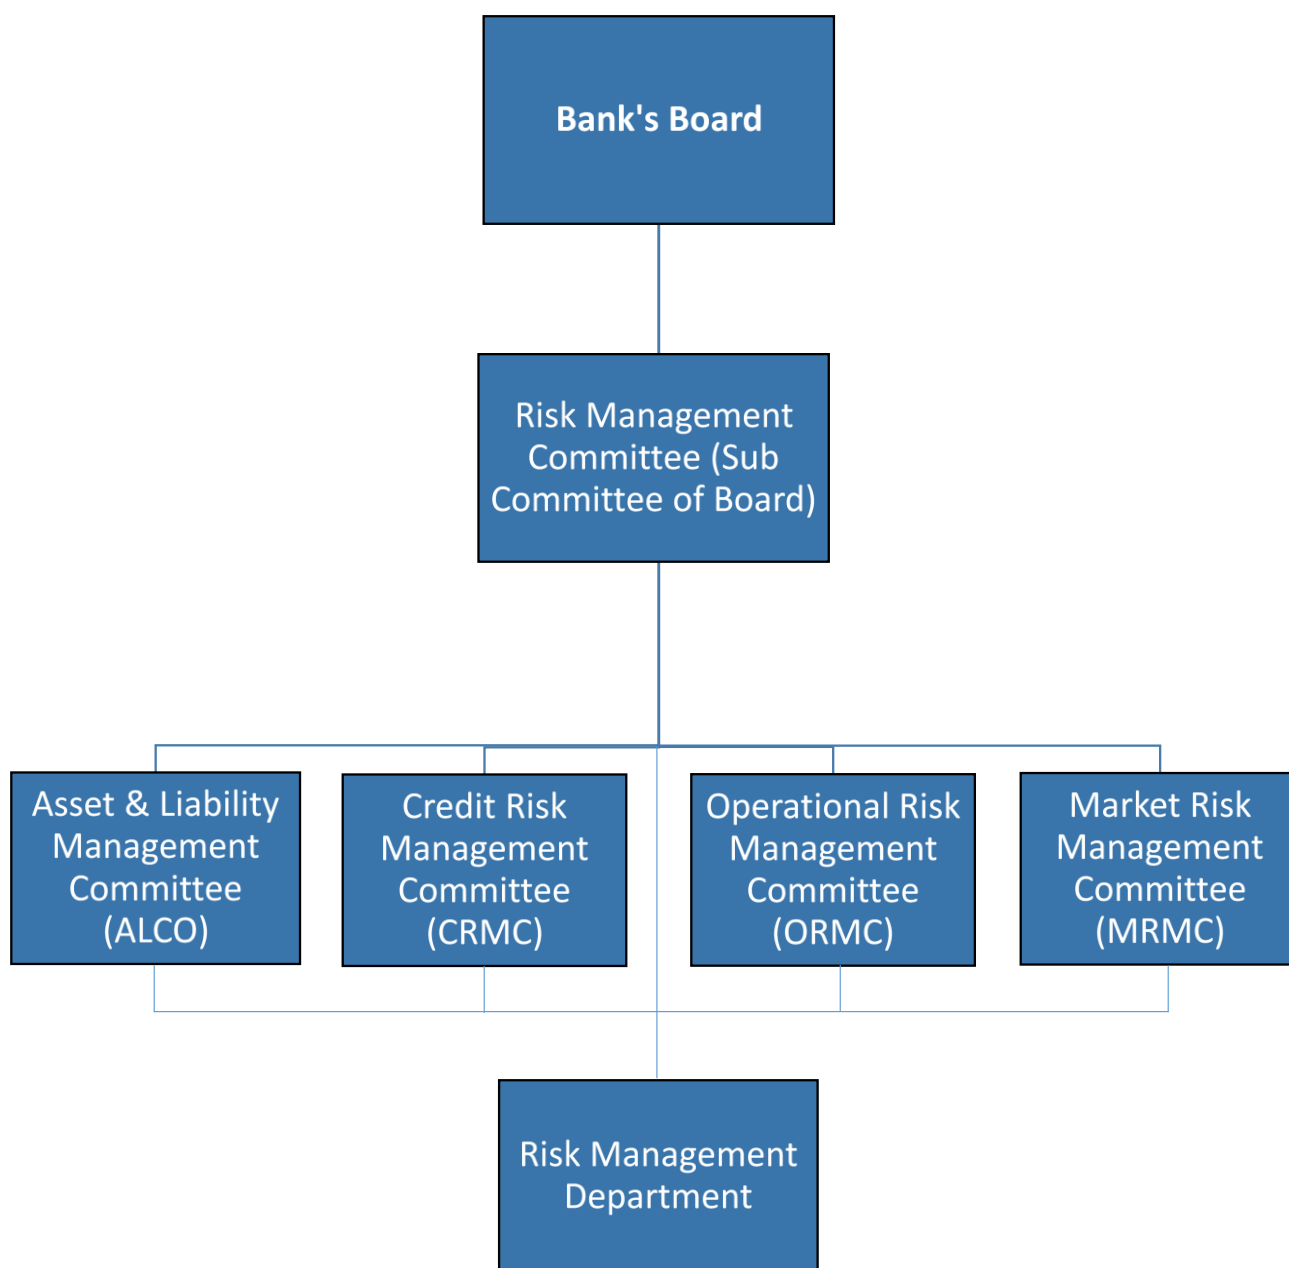 Bank's Board
Risk Management
Committee (Sub
Committee of Board)
Asset & Liability
Management
Committee
(ALCO)
Credit Risk
Management
Committee
(CRMC)
Operational Risk
Management
Committee
(ORMC)
Market Risk
Management
Committee
(MRMC)
Risk Management
Department